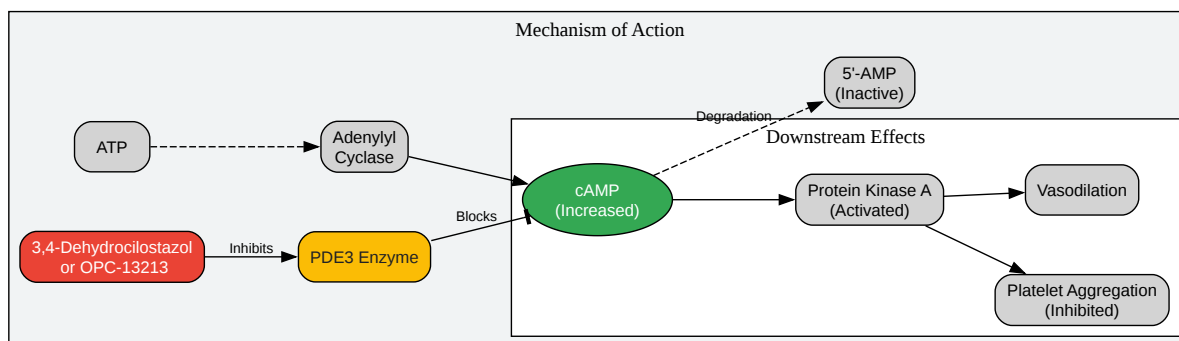 Mechanism of Action
5'-AMP
(Inactive)
Degradation
Downstream Effects
ATP
Adenylyl
Cyclase
cAMP
(Increased)
Protein Kinase A
(Activated)
Vasodilation
Blocks
3,4-Dehydrocilostazol
or OPC-13213
Inhibits
PDE3 Enzyme
Platelet Aggregation
(Inhibited)